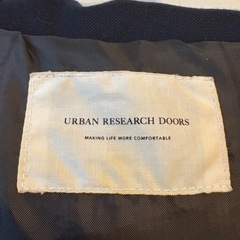 URBAN RESEARCH DOORS
MAKING LIFE MORE COMFORTABLE